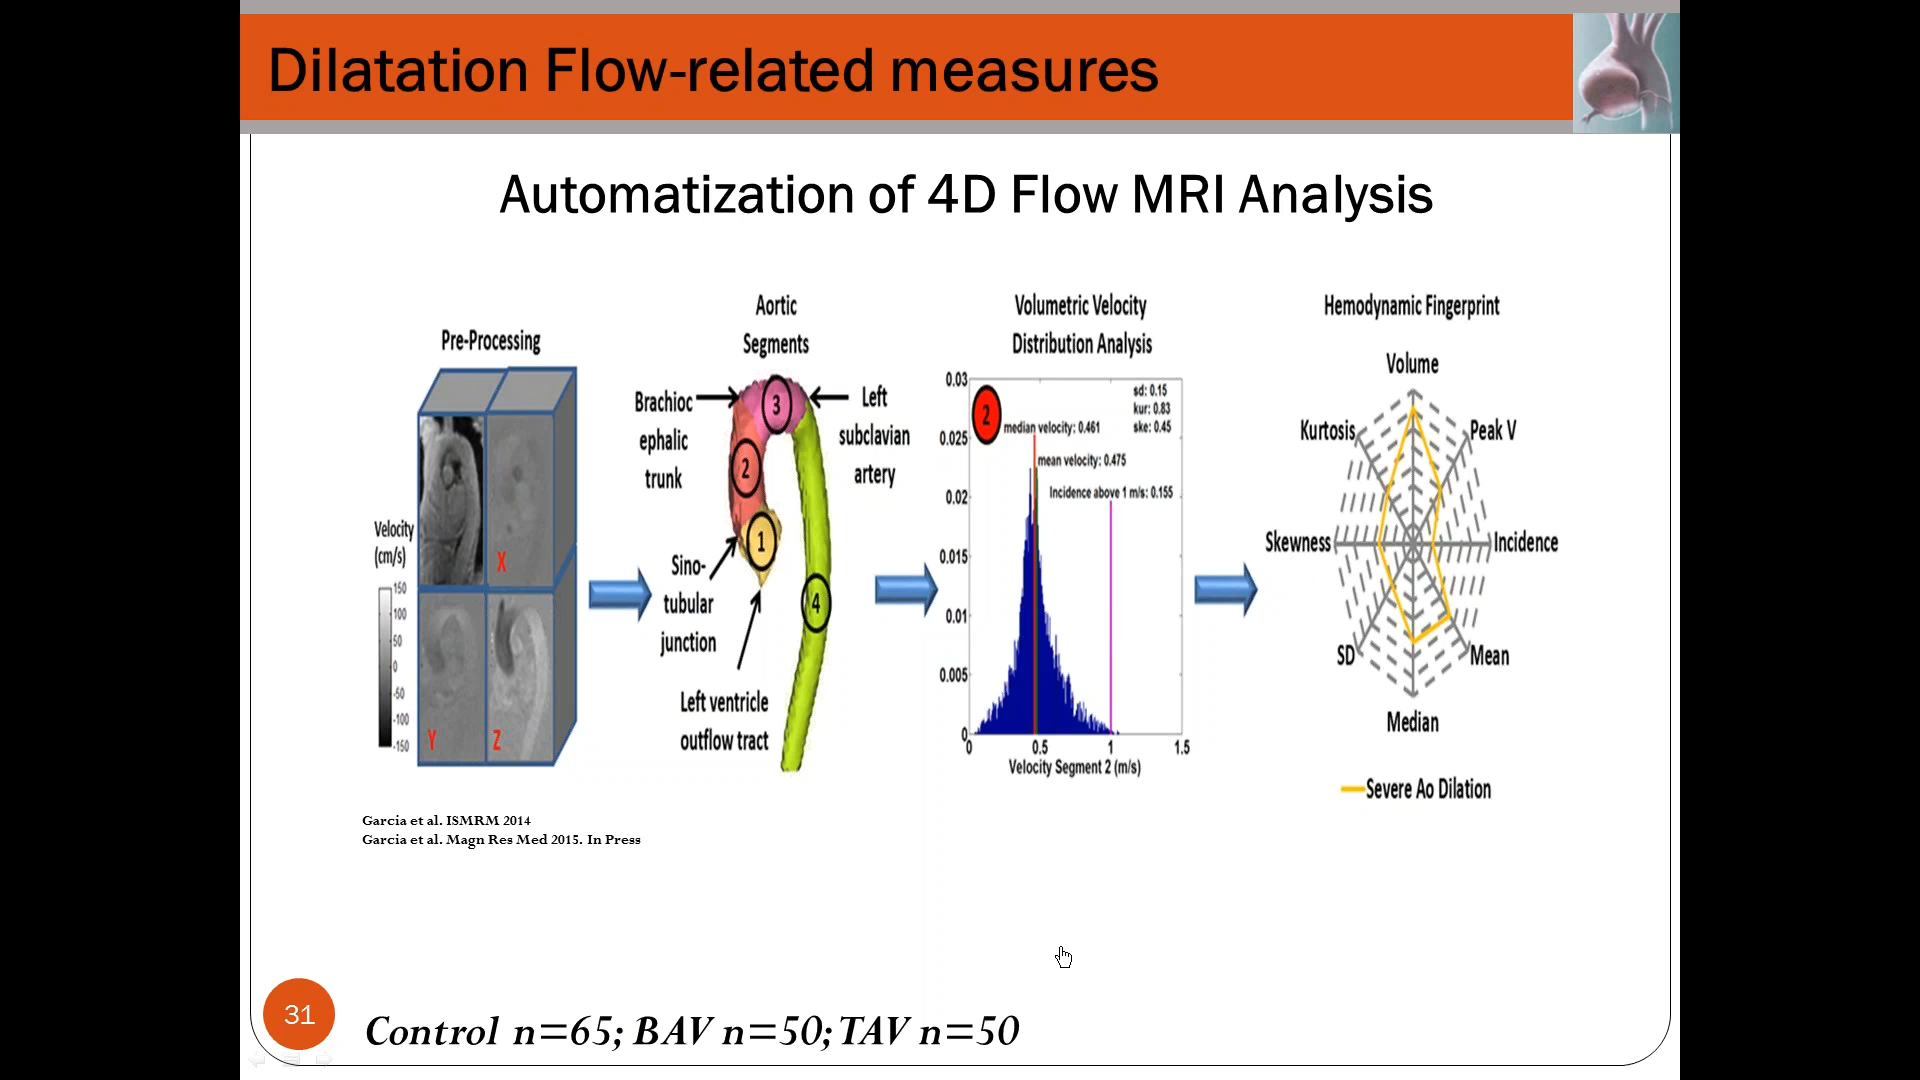 Dilatation Flow-related measures
Automatization of 4D Flow MRI Analysis
Pre-Processing
Velocity
(cm/s)
150
100
50
0
-50
-100
-150
X
Y
Z
Aortic
Segments
Brachioc
ephalic
trunk
Left
subclavian
artery
3
2
1
4
Sino-
tubular
junction
Left ventricle
outflow tract
Volumetric Velocity
Distribution Analysis
0.03
0.025
0.02
0.015
0.01
0.005
0
2
sd: 0.15
kur: 0.83
ske: 0.45
median velocity: 0.461
mean velocity: 0.475
Incidence above 1 m/s: 0.155
0
0.5
1
1.5
Velocity Segment 2 (m/s)
Hemodynamic Fingerprint
Volume
Kurtosis
Peak V
Skewness
Incidence
SD
Mean
Median
Severe Ao Dilation
Garcia et al. ISMRM 2014
Garcia et al. Magn Res Med 2015. In Press
31
Control n=65; BAV n=50; TAV n=50